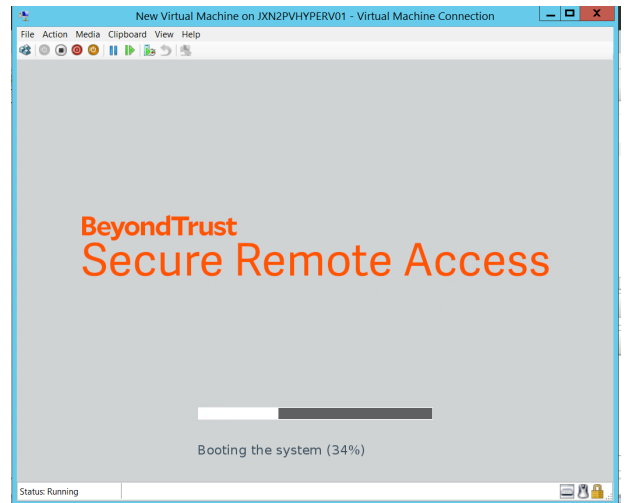 New Virtual Machine on JXN2PVHYPERV01 - Virtual Machine Connection
File Action Media Clipboard View Help
BeyondTrust
Secure Remote Access
Booting the system (34%)
Status: Running